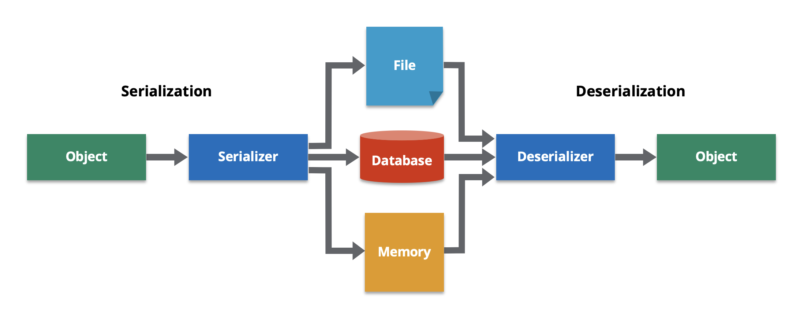 Serialization
Deserialization
File
Object
Serializer
Database
Deserializer
Object
Memory